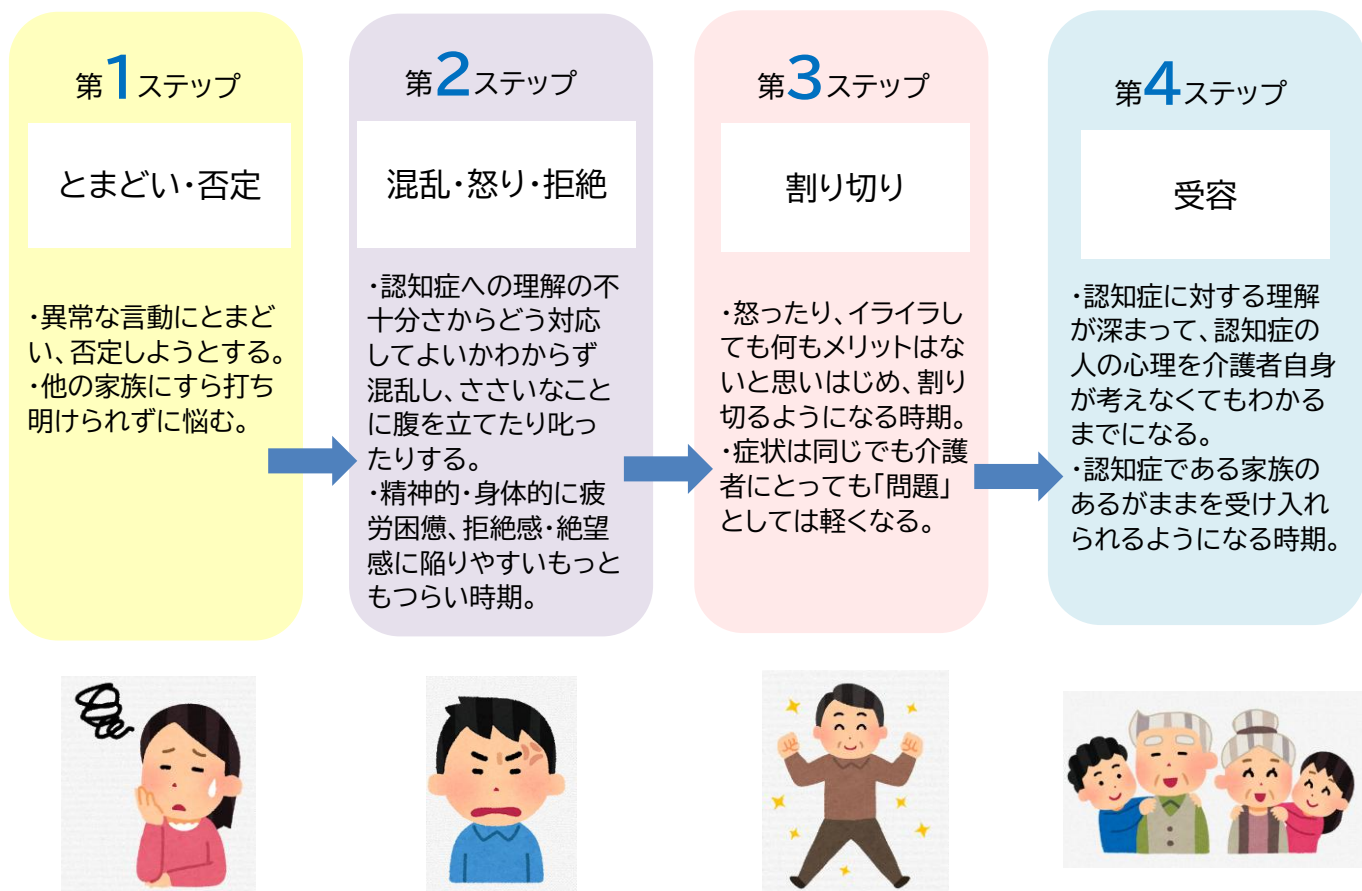 第1ステップ
とまどい・否定
・異常な言動にとまど
い、否定しようとする。
・他の家族にすら打ち
明けられずに悩む。
第2ステップ
混乱・怒り・拒絶
・認知症への理解の不
十分さからどう対応
してよいかわからず
混乱し、ささいなこと
に腹を立てたり叱っ
たりする。
・精神的・身体的に疲
労困憊、拒絶感・絶望
感に陥りやすいもっと
もつらい時期。
第3ステップ
割り切り
・怒ったり、イライラし
ても何もメリットはな
いと思いはじめ、割り
切るようになる時期。
・症状は同じでも介護
者にとっても「問題」
としては軽くなる。
第4ステップ
受容
・認知症に対する理解
が深まって、認知症の
人の心理を介護者自身
が考えなくてもわかる
までになる。
・認知症である家族の
あるがままを受け入れ
られるようになる時期。